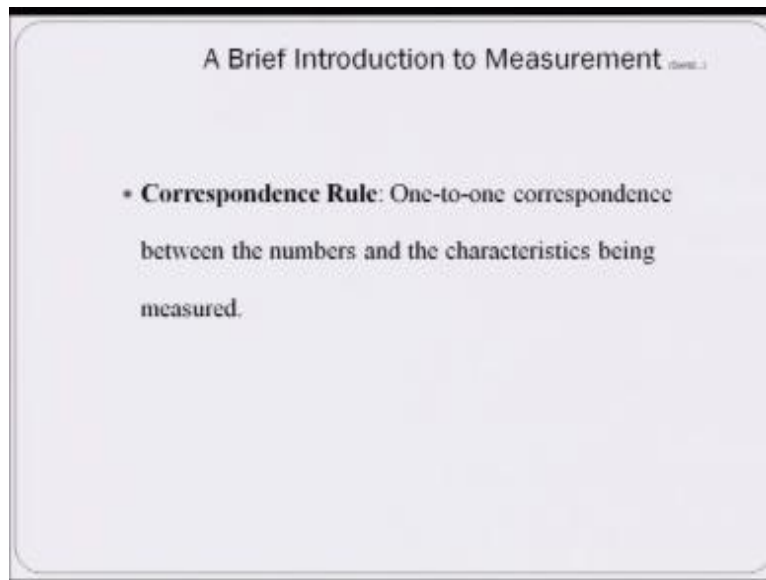 A Brief Introduction to Measurement
• Correspondence Rule: One-to-one correspondence
between the numbers and the characteristics being
measured.